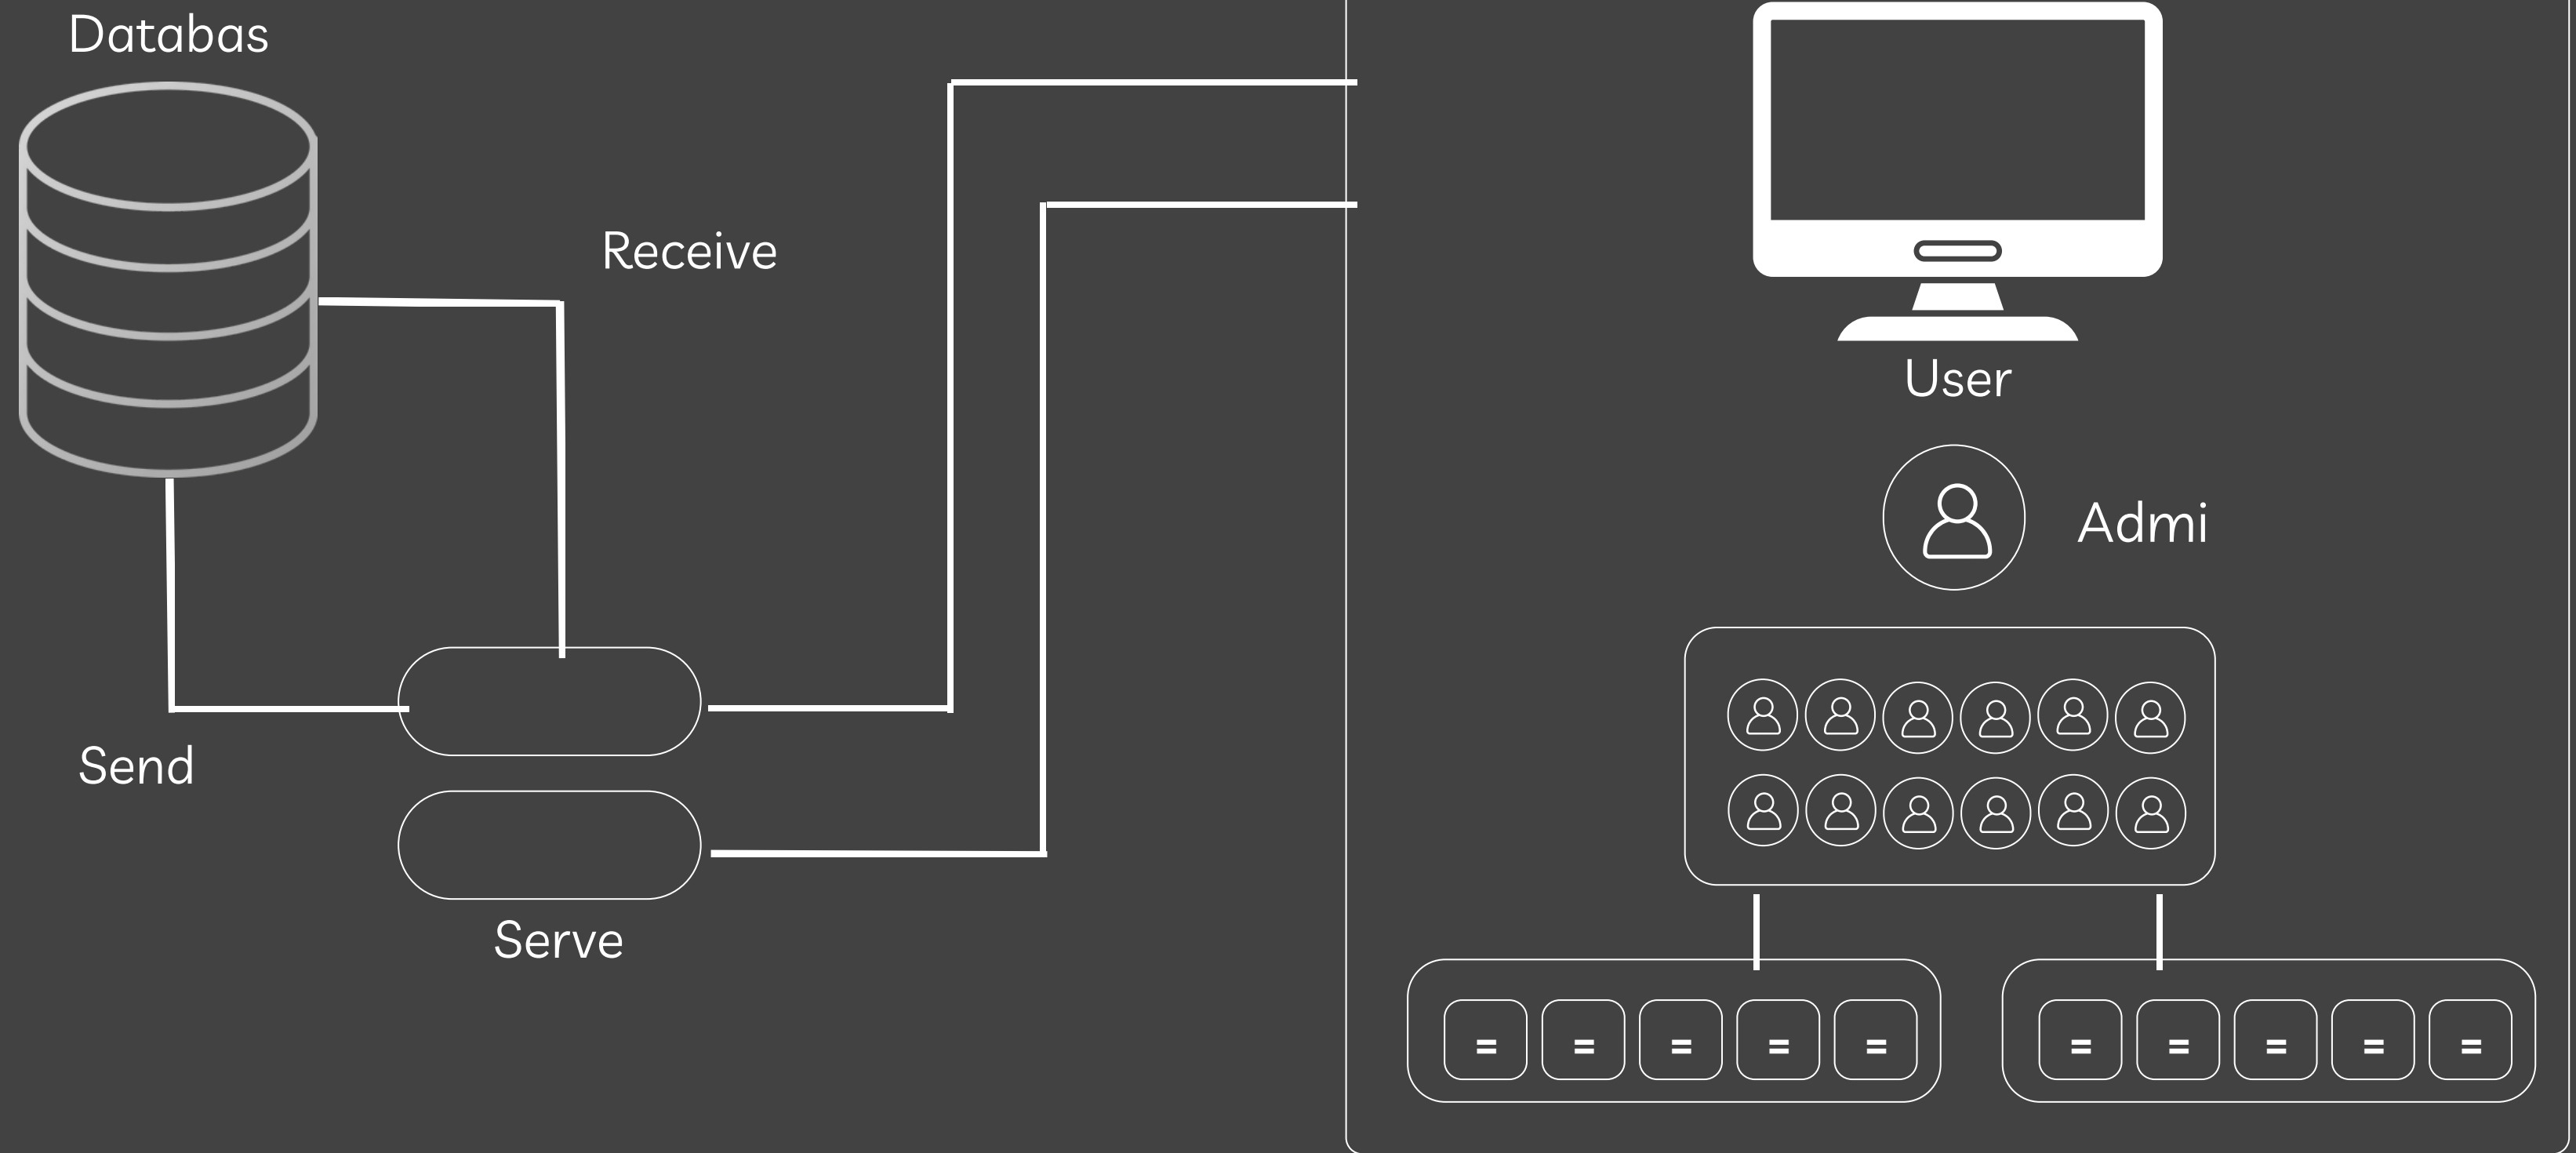 Databas
Receive
User
Admi
Send
Serve
=
=
=
=
=
=
=
=
=
=